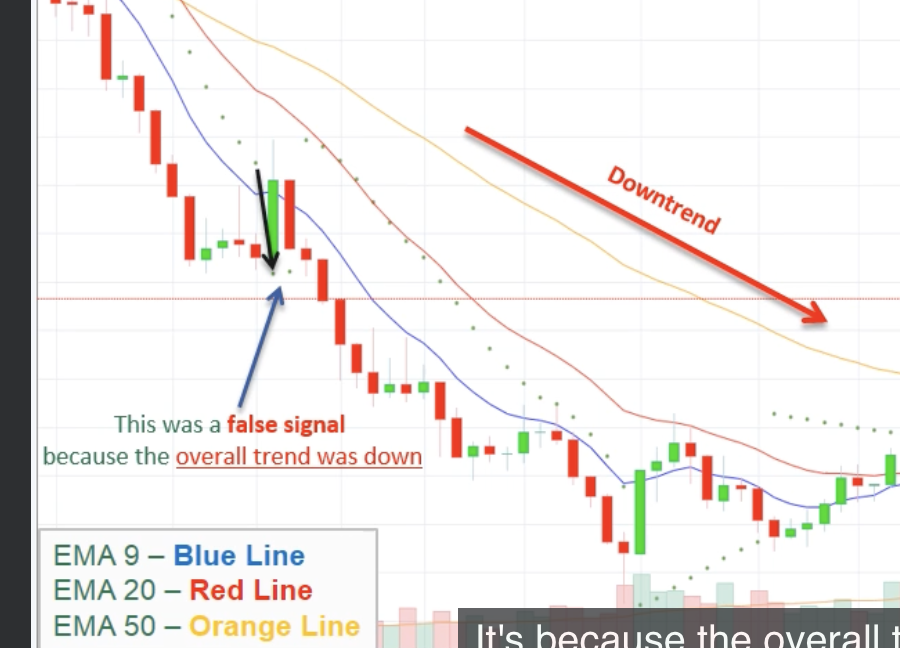 Downtrend
This was a false signal
because the overall trend was down
EMA 9 – Blue Line
EMA 20 – Red Line
EMA 50 – Orange Line
It's because the overall